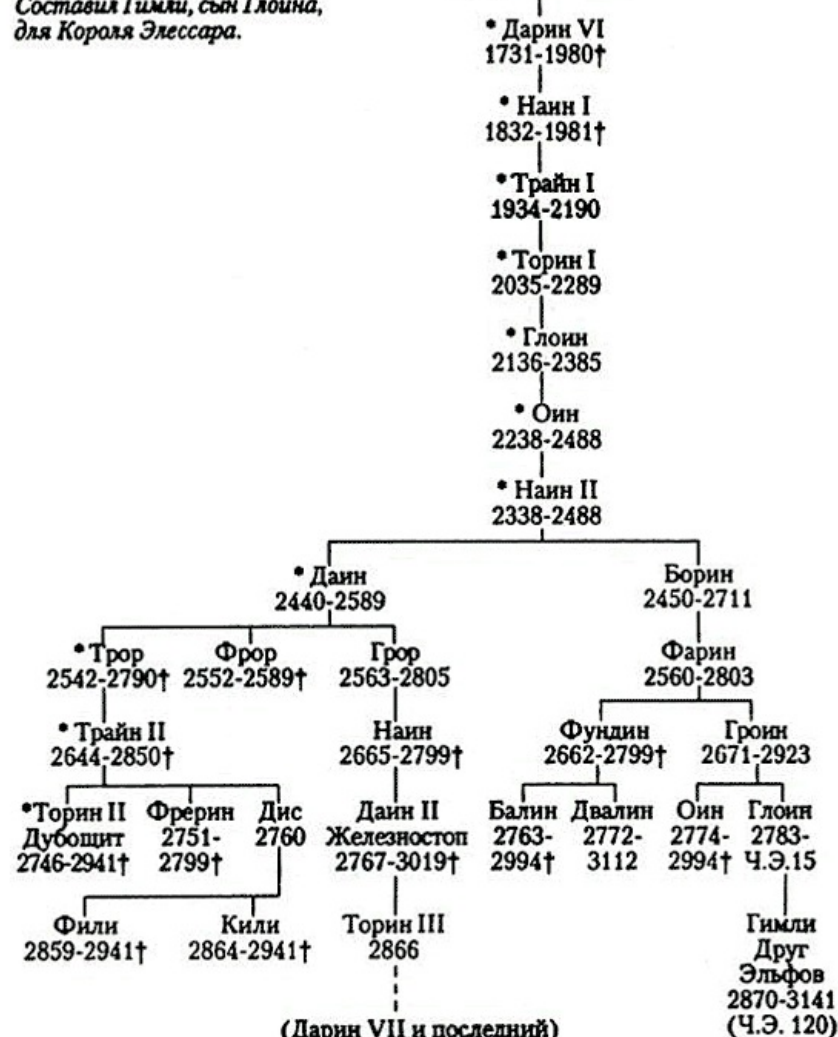 Составил Гимли, сын Глоина,
для Короля Элессара.
* Дарин VI
1731-1980†
* Наин I
1832-1981†
* Трайн I
1934-2190
* Торин I
2035-2289
* Глоин
2136-2385
* Оин
2238-2488
* Наин II
2338-2488
* Даин Борин
2440-2589 2450-2711
* Трор Фрор Грор Фарин
2542-2790† 2552-2589† 2563-2805 2560-2803
* Трайн II Наин Фундин Гроин
2644-2850† 2665-2799† 2662-2799† 2671-2923
*Торин II Фрерин Дис Даин II Балин Двалин Оин Глоин
Дубощит 2751- 2760 Железностоп 2763- 2772- 2774- 2783-
2746-2941† 2799† 2767-3019† 2994† 3112 2994† Ч.Э.15
Фили Кили Торин III Гимли
2859-2941† 2864-2941† 2866 Друг
Эльфов
2870-3141
(Дарин VII и последний) (Ч.Э. 120)